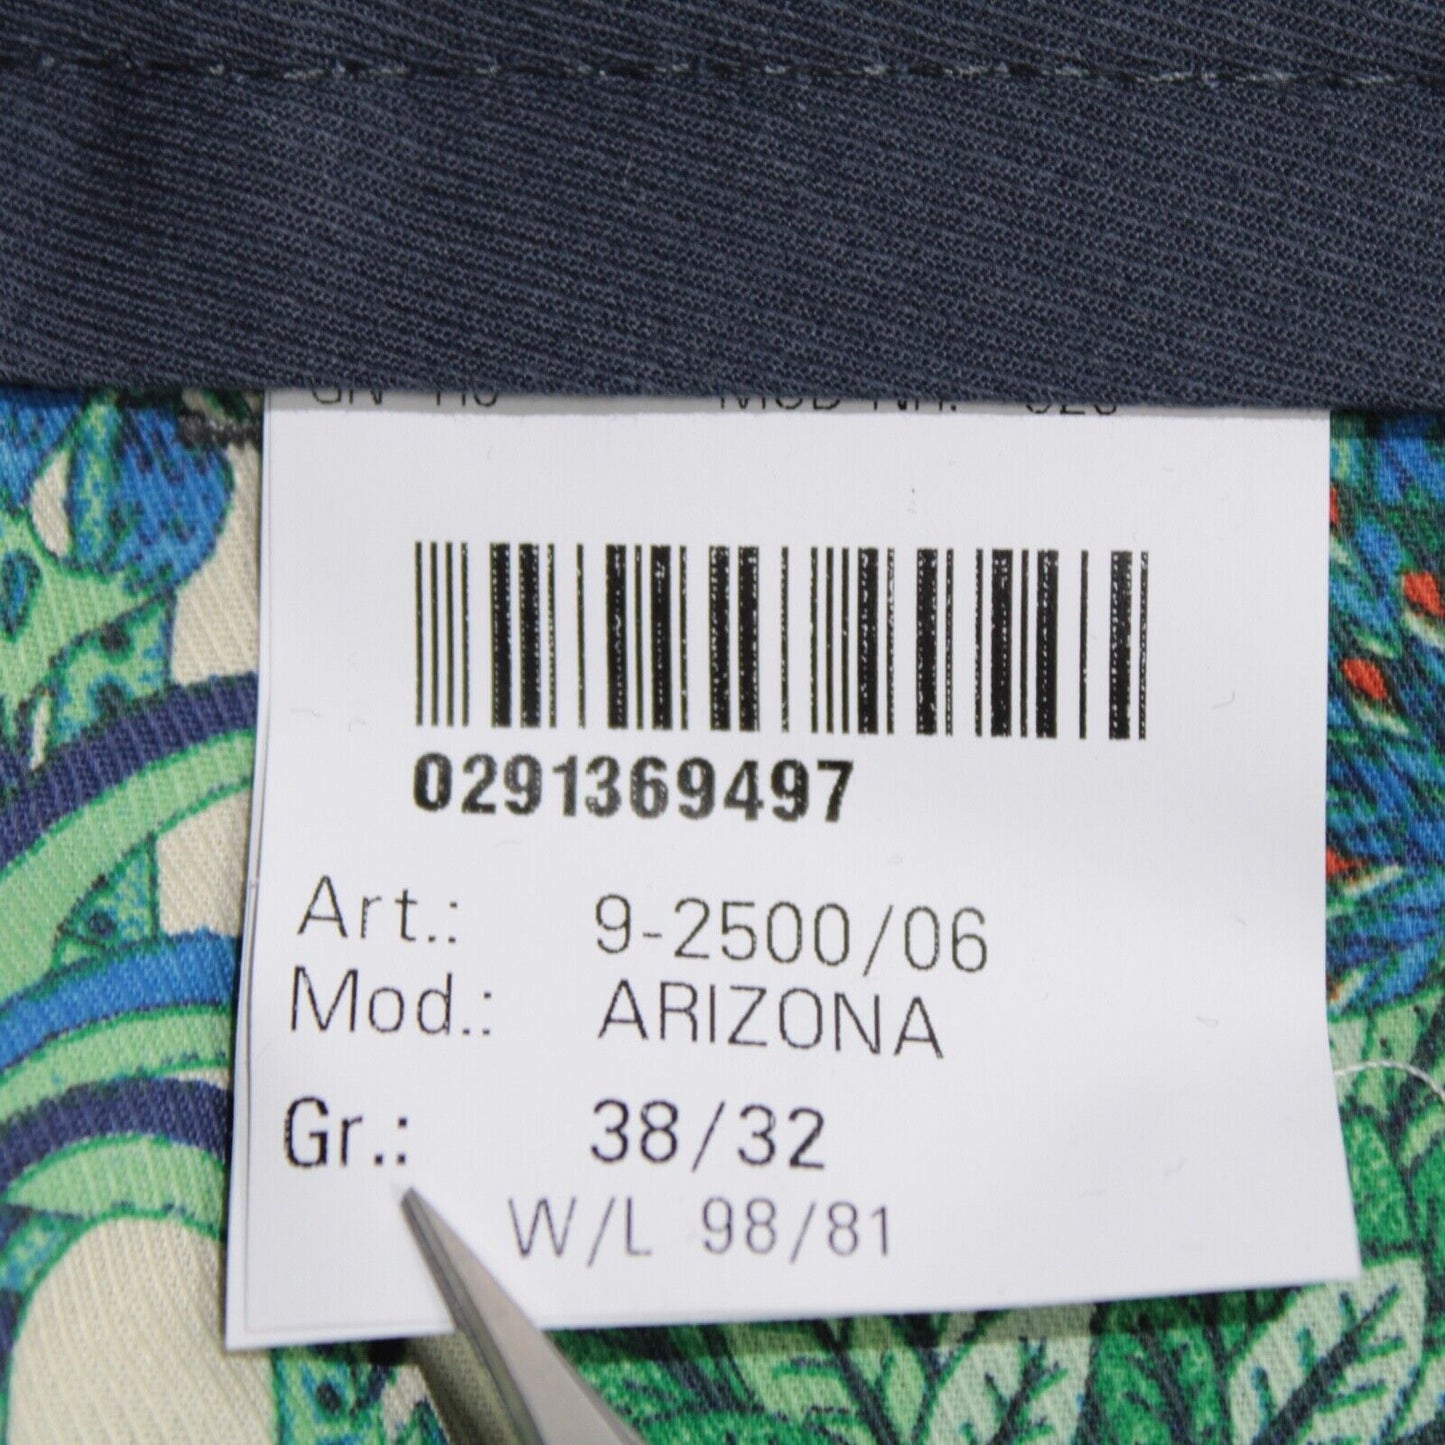 0291369497
Art.: 9-2500/06
Mod.: ARIZONA
Gr.: 38/32
W/L 98/81